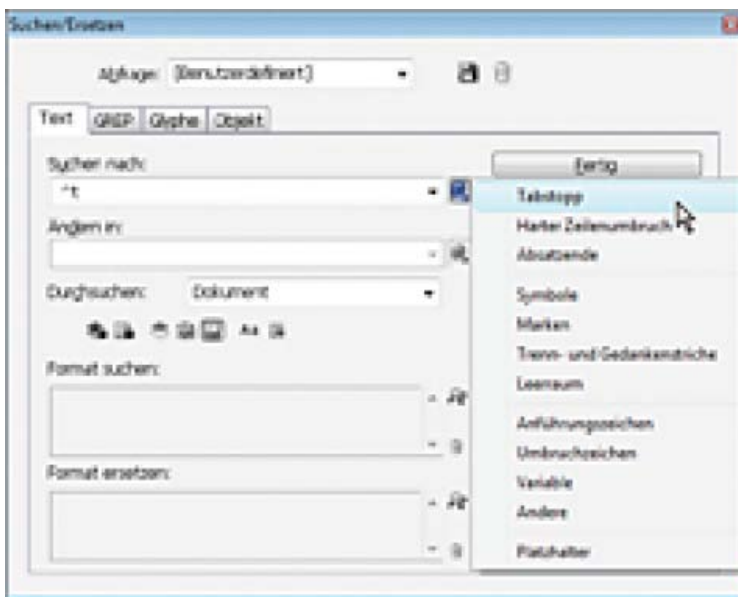 Suchen/Ersetzen
Abfrage: [Benutzerdefiniert]
Text GREP Glyphe Objekt
Suchen nach: Fertig
^t
Tabstopp
Ändern in: Harter Zeilenumbruch
Absatzende
Durchsuchen: Dokument
Symbole
Marken
Aa
Trenn- und Gedankenstriche
Format suchen: Leerraum
Anführungszeichen
Umbruchzeichen
Format ersetzen: Variable
Andere
Platzhalter